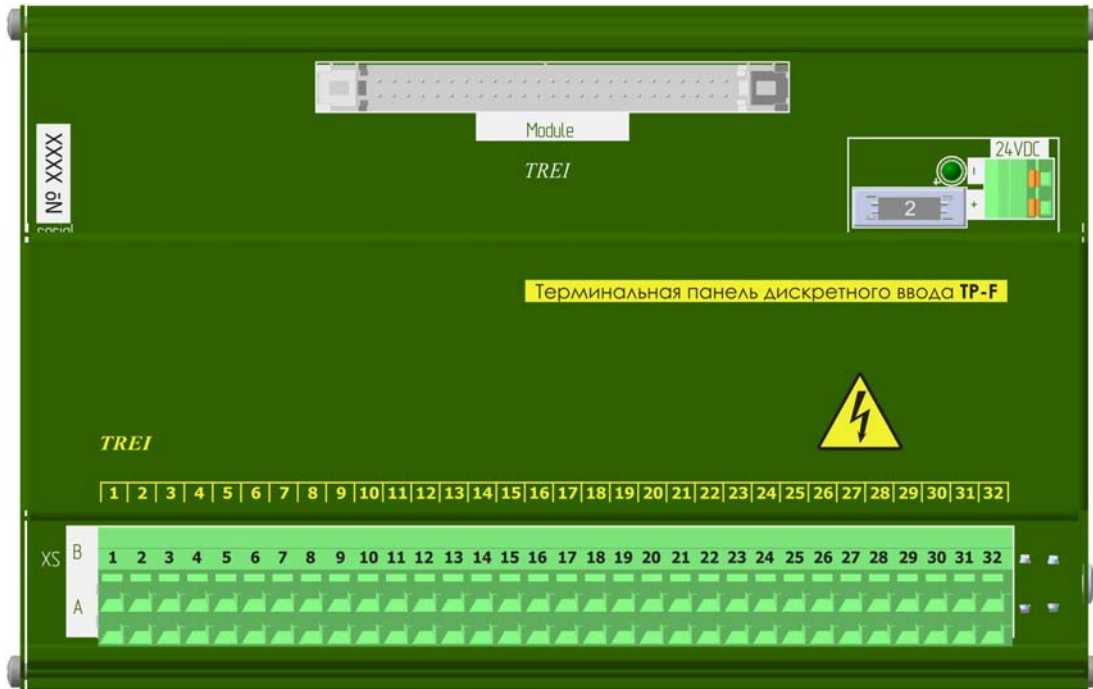 Module
TREI
№ XXXX
24VDC
-
+
+
2
Терминальная панель дискретного ввода TP-F
TREI
1 2 3 4 5 6 7 8 9 10 11 12 13 14 15 16 17 18 19 20 21 22 23 24 25 26 27 28 29 30 31 32
XS
B
1 2 3 4 5 6 7 8 9 10 11 12 13 14 15 16 17 18 19 20 21 22 23 24 25 26 27 28 29 30 31 32
A